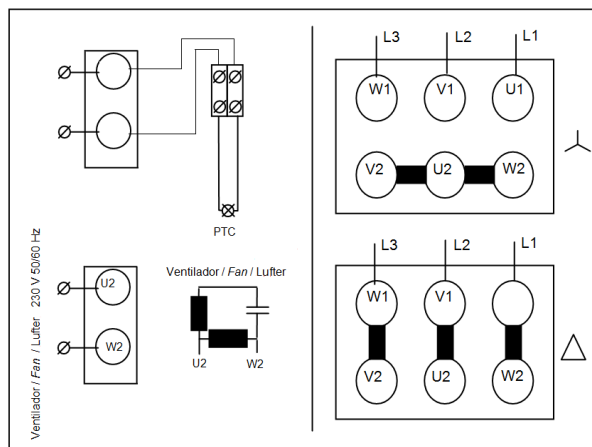 PTC
Ventilador / Fan / Lufter 230 V 50/60 Hz
U2
W2
Ventilador / Fan / Lufter
U2 W2
L3 L2 L1
W1 V1 U1
V2 U2 W2
L3 L2 L1
W1 V1
V2 U2 W2